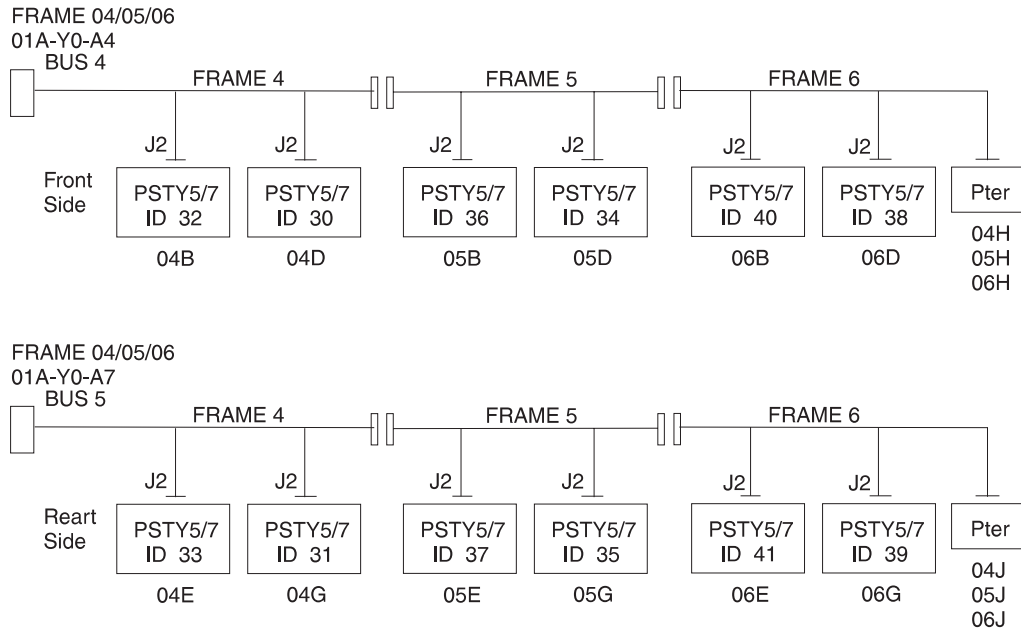 FRAME 04/05/06
01A-Y0-A4
BUS 4
FRAME 4
FRAME 5
FRAME 6
J2
J2
J2
J2
J2
J2
Front
Side
PSTY5/7
ID 32
PSTY5/7
ID 30
PSTY5/7
ID 36
PSTY5/7
ID 34
PSTY5/7
ID 40
PSTY5/7
ID 38
Pter
04B
04D
05B
05D
06B
06D
04H
05H
06H
FRAME 04/05/06
01A-Y0-A7
BUS 5
FRAME 4
FRAME 5
FRAME 6
J2
J2
J2
J2
J2
J2
Reart
Side
PSTY5/7
ID 33
PSTY5/7
ID 31
PSTY5/7
ID 37
PSTY5/7
ID 35
PSTY5/7
ID 41
PSTY5/7
ID 39
Pter
04E
04G
05E
05G
06E
06G
04J
05J
06J